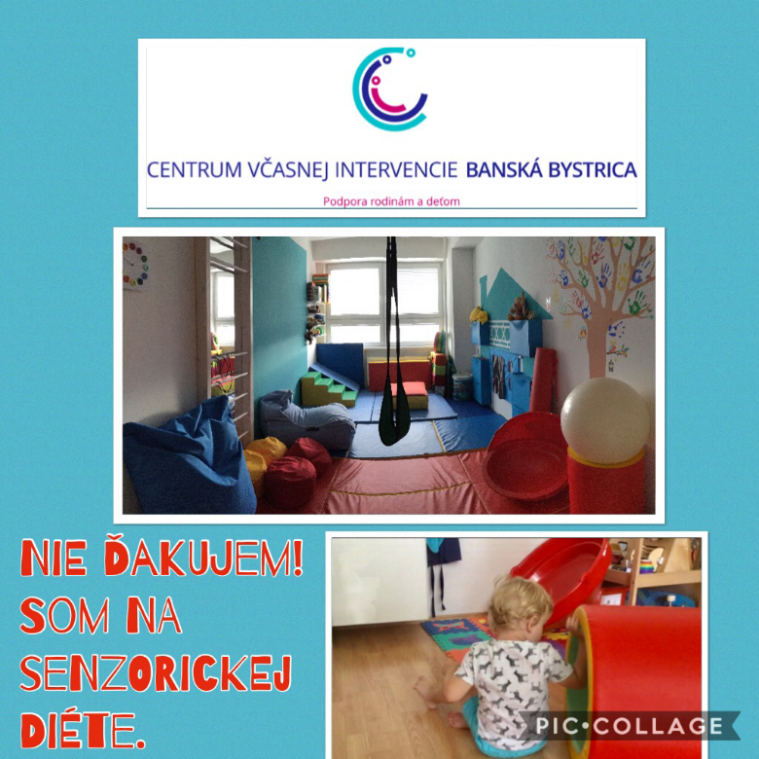 CENTRUM VČASNEJ INTERVENCIE BANSKÁ BYSTRICA
Podpora rodinám a deťom
NIE ĎAKUJEM!
SOM NA
SENZORICKEJ
DIÉTE.
PIC•COLLAGE